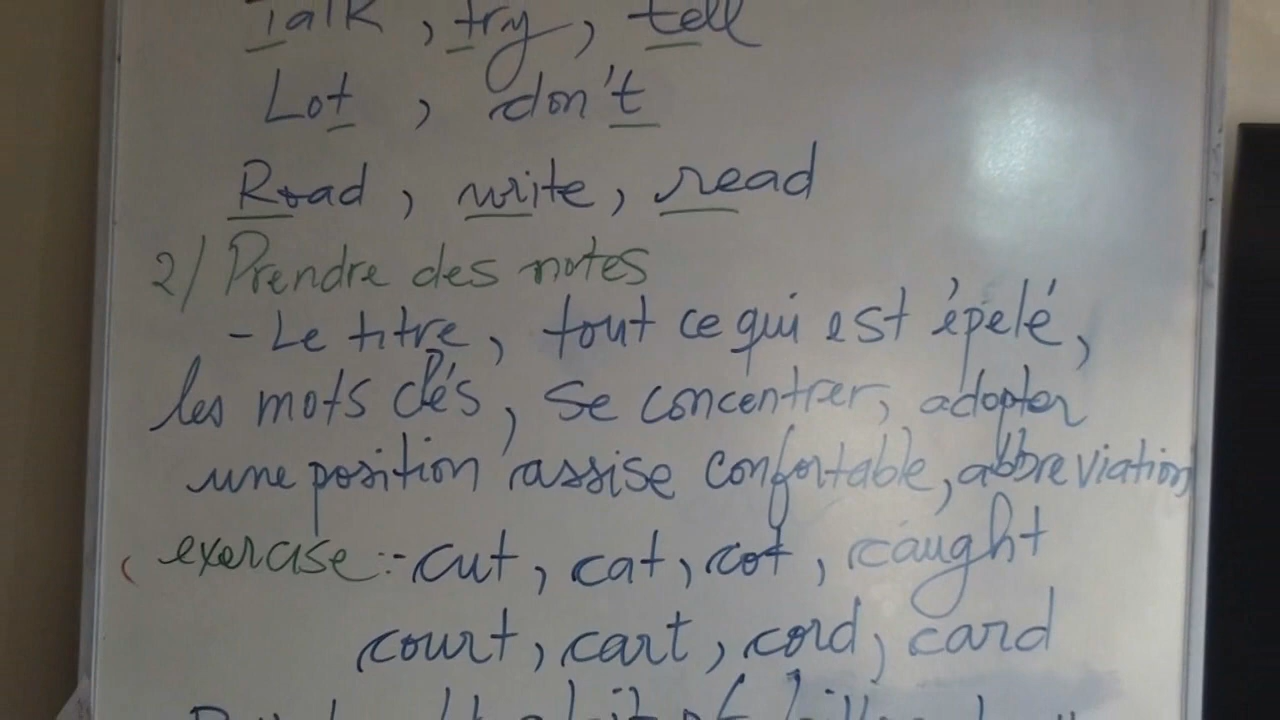 Talk, try, tell
Lot, don't
Road, write, read
2/ Prendre des notes
- Le titre, tout ce qui est épelé,
les mots clés, se concentrer, adopter
une position assise confortable, abbreviation
exercise :- cut, cat, cot, caught
court, cart, cord, card